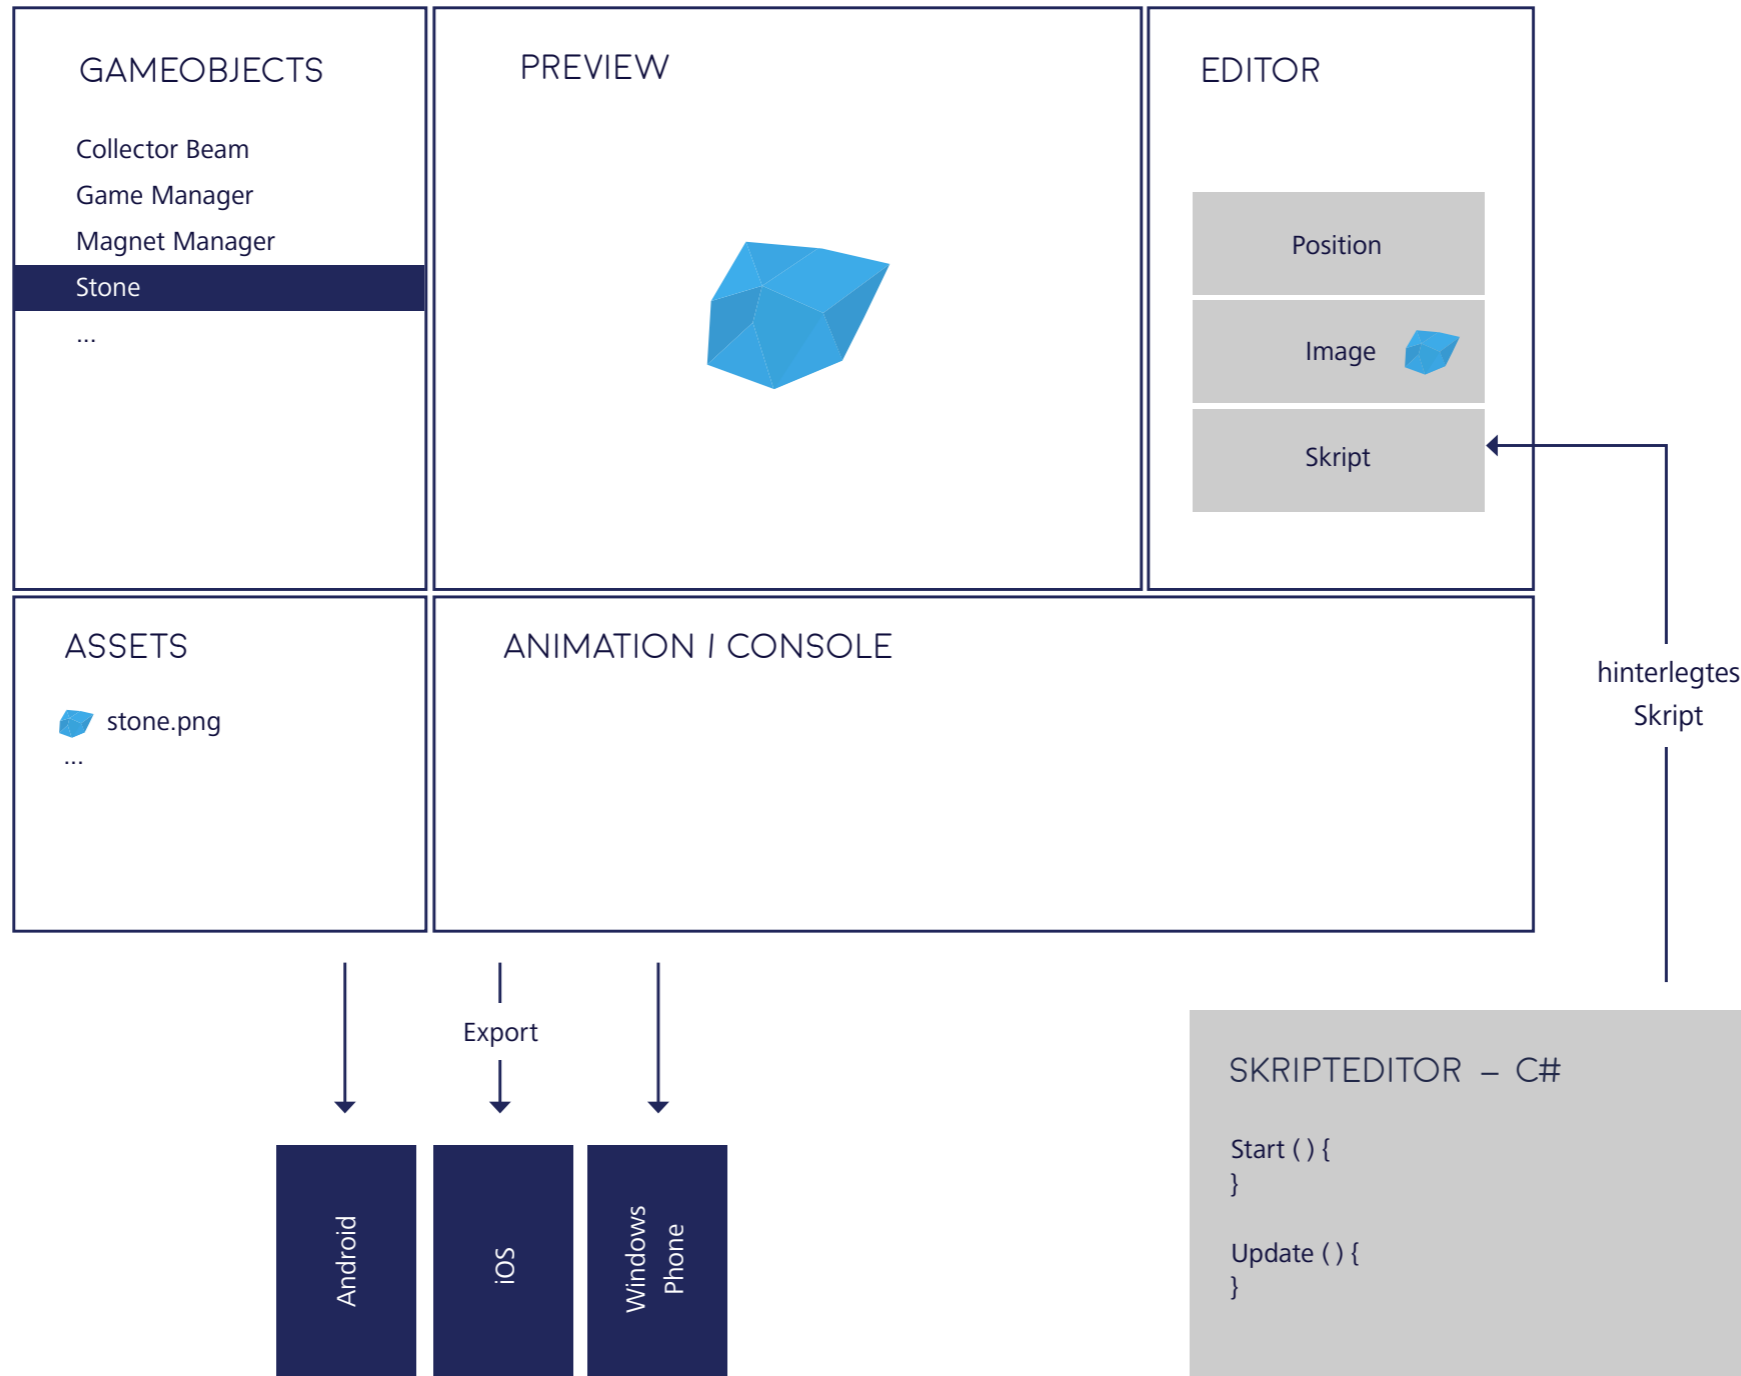 GAMEOBJECTS
Collector Beam
Game Manager
Magnet Manager
Stone
...
PREVIEW
EDITOR
Position
Image
Skript
ASSETS
stone.png
...
ANIMATION / CONSOLE
hinterlegtes
Skript
Export
Android
iOS
Windows
Phone
SKRIPTEDITOR – C#
Start ( ) {
}
Update ( ) {
}